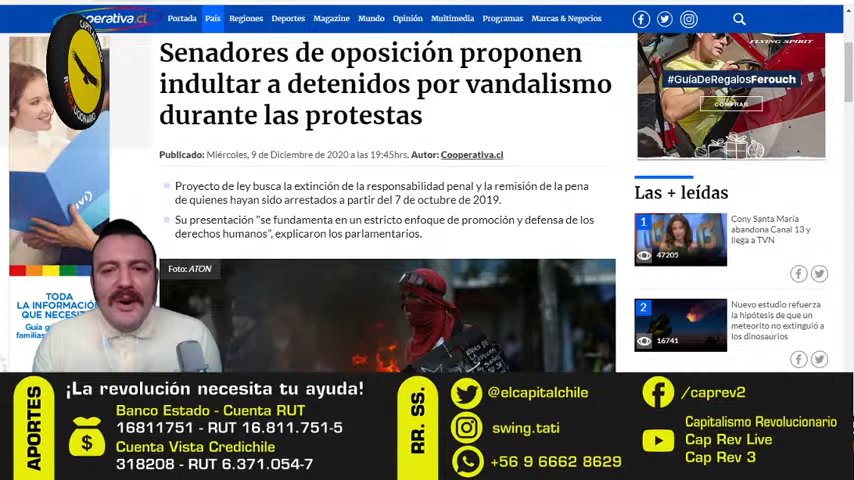 cooperativa.cl
Portada
País
Regiones
Deportes
Magazine
Mundo
Opinión
Multimedia
Programas
Marcas & Negocios
Senadores de oposición proponen
indultar a detenidos por vandalismo
durante las protestas
Publicado: Miércoles, 9 de Diciembre de 2020 a las 19:45hrs. Autor: Cooperativa.cl
Proyecto de ley busca la extinción de la responsabilidad penal y la remisión de la pena
de quienes hayan sido arrestados a partir del 7 de octubre de 2019.
Su presentación "se fundamenta en un estricto enfoque de promoción y defensa de los
derechos humanos", explicaron los parlamentarios.
Foto: ATON
TODA
LA INFORMACIÓN
QUE NECESIT
FLYING SPIRIT
#GuíaDeRegalosFerouch
COMPRAR
Las + leídas
1
Cony Santa María
abandona Canal 13 y
llega a TVN
47205
2
Nuevo estudio refuerza
la hipótesis de que un
meteorito no extinguió a
los dinosaurios
16741
APORTES
¡La revolución necesita tu ayuda!
Banco Estado - Cuenta RUT
16811751 - RUT 16.811.751-5
Cuenta Vista Credichile
318208 - RUT 6.371.054-7
RR. SS.
@elcapitalchile
swing.tati
+56 9 6662 8629
/caprev2
Capitalismo Revolucionario
Cap Rev Live
Cap Rev 3